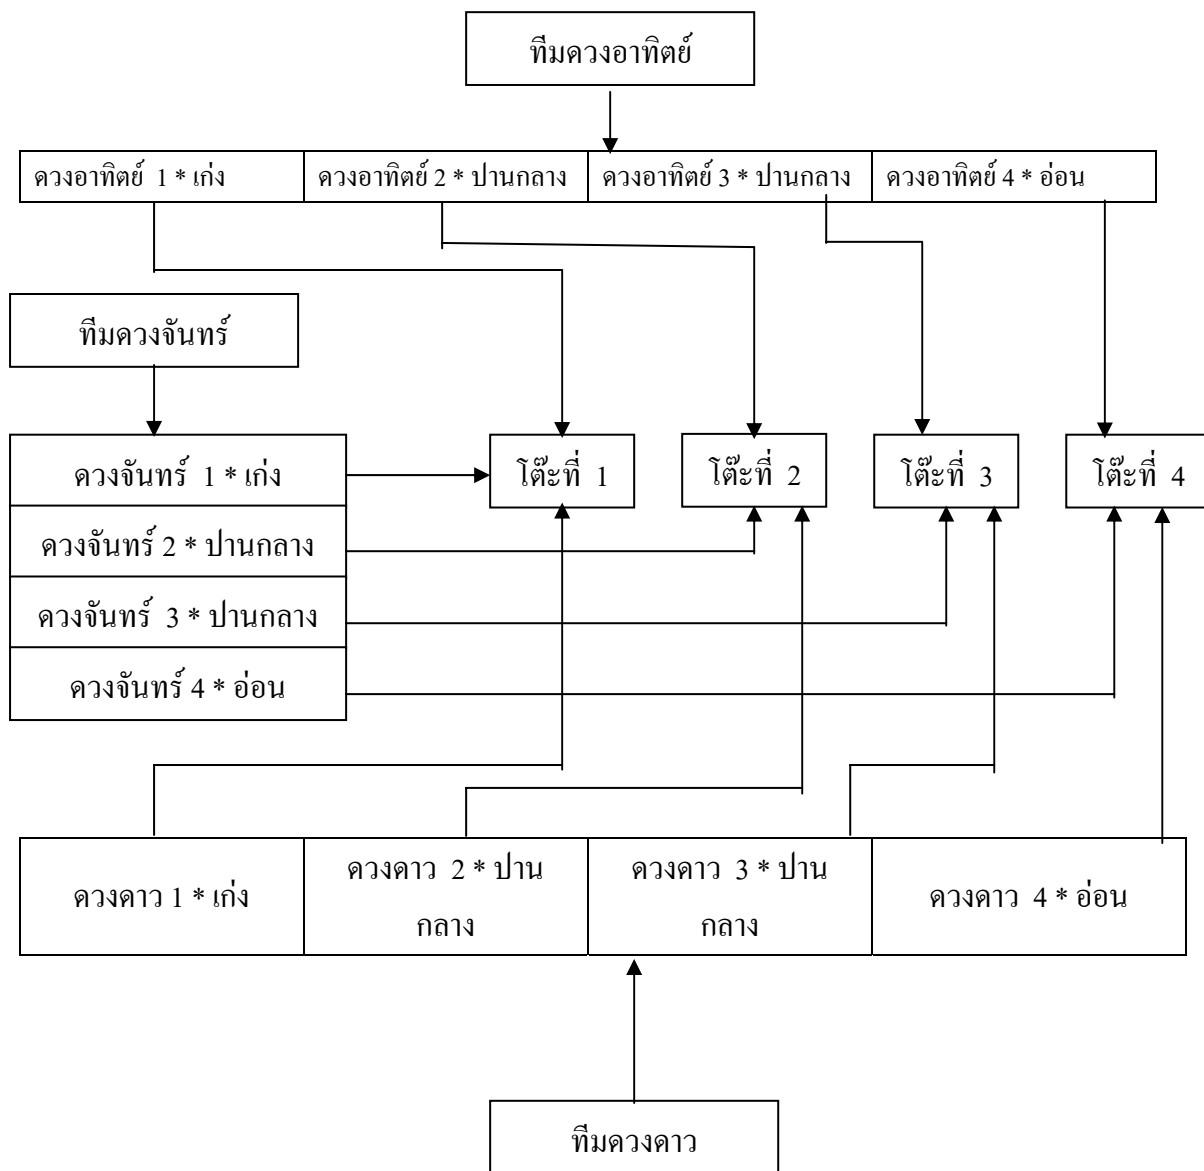 ทีมดวงอาทิตย์
ดวงอาทิตย์ 1 * เก่ง
ดวงอาทิตย์ 2 * ปานกลาง
ดวงอาทิตย์ 3 * ปานกลาง
ดวงอาทิตย์ 4 * อ่อน
ทีมดวงจันทร์
ดวงจันทร์ 1 * เก่ง
ดวงจันทร์ 2 * ปานกลาง
ดวงจันทร์ 3 * ปานกลาง
ดวงจันทร์ 4 * อ่อน
โต๊ะที่ 1
โต๊ะที่ 2
โต๊ะที่ 3
โต๊ะที่ 4
ดวงดาว 1 * เก่ง
ดวงดาว 2 * ปาน
กลาง
ดวงดาว 3 * ปาน
กลาง
ดวงดาว 4 * อ่อน
ทีมดวงดาว